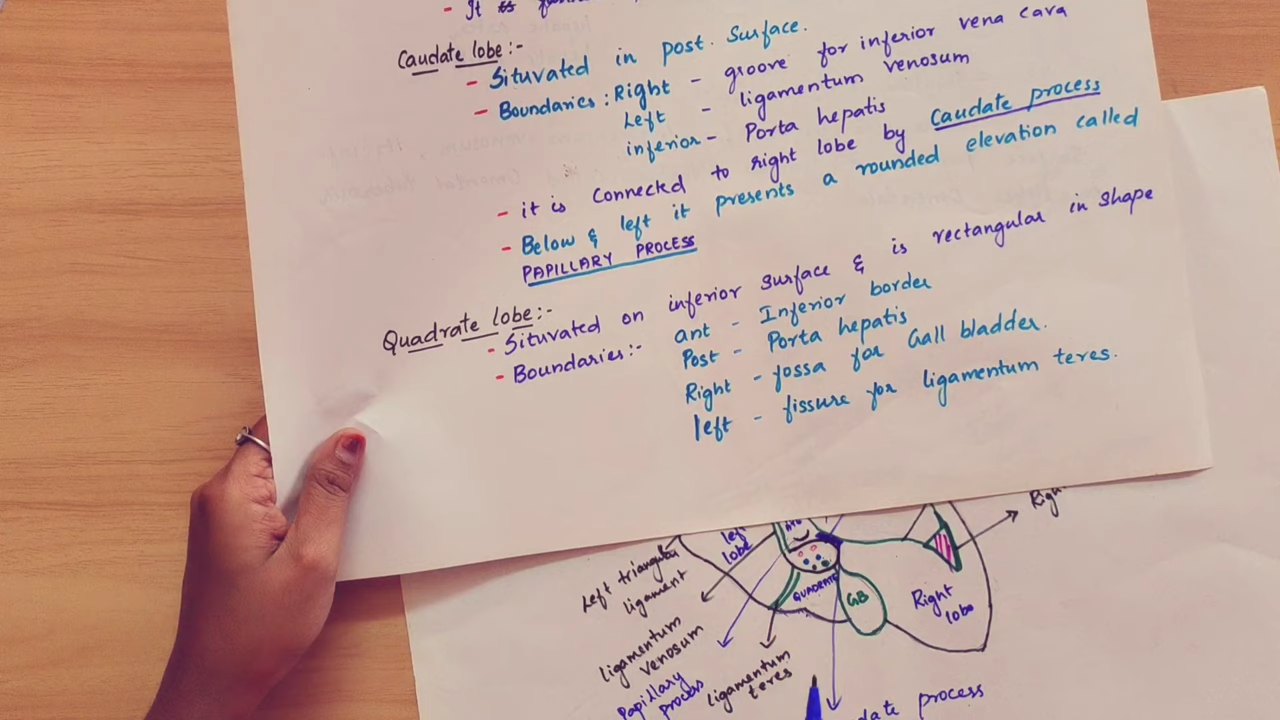 - It is
Caudate lobe :-
- Situvated in post. Surface.
- Boundaries : Right - groove for inferior vena cava
Left - ligamentum venosum
inferior - Porta hepatis
- it is connected to right lobe by Caudate process
- Below & left it presents a rounded elevation called
PAPILLARY PROCESS
Quadrate lobe :-
- Situvated on inferior surface & is rectangular in shape
- Boundaries :- ant - Inferior border
Post - Porta hepatis
Right - fossa for Gall bladder.
left - fissure for ligamentum teres.
left
lobe
QUADRATE
GB
Right
lobe
Left triangular
ligament
ligamentum
venosum
Papillary
process
ligamentum
teres
process